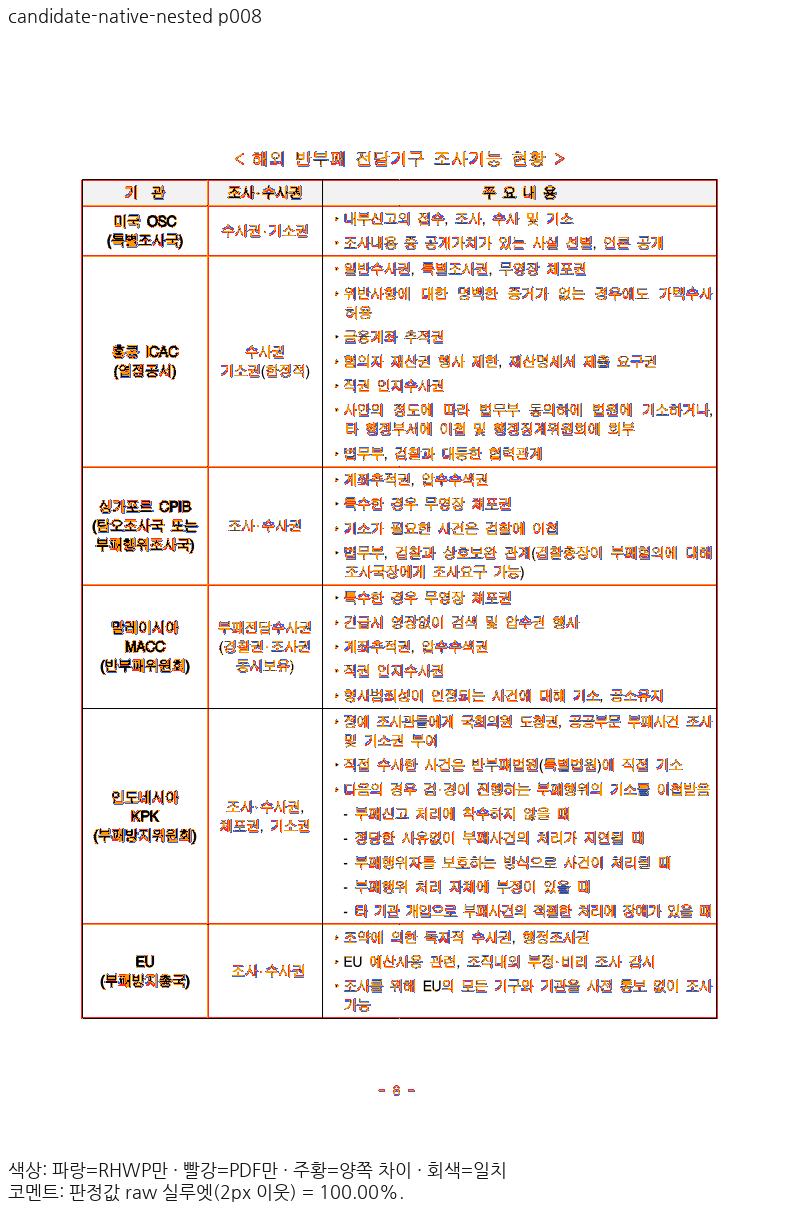 candidate-native-nested p008
< 해외 반부패 전담기구 조사기능 현황 >
기 관 조사·수사권 주 요 내 용
미국 OSC
(특별조사국)
수사권·기소권
‣ 내부신고의 접수, 조사, 수사 및 기소
‣ 조사내용 중 공개가치가 있는 사실 선별, 언론 공개
홍콩 ICAC
(염정공서)
수사권
기소권(한정적)
‣ 일반수사권, 특별조사권, 무영장 체포권
‣ 위반사항에 대한 명백한 증거가 없는 경우에도 가택수사
허용
‣ 금융계좌 추적권
‣ 혐의자 재산권 행사 제한, 재산명세서 제출 요구권
‣ 직권 인지수사권
‣ 사안의 정도에 따라 법무부 동의하에 법원에 기소하거나,
타 행정부서에 이첩 및 행정징계위원회에 회부
‣ 법무부, 검찰과 대등한 협력관계
싱가포르 CPIB
(탐오조사국 또는
부패행위조사국)
조사·수사권
‣ 계좌추적권, 압수수색권
‣ 특수한 경우 무영장 체포권
‣ 기소가 필요한 사건은 검찰에 이첩
‣ 법무부, 검찰과 상호보완 관계(검찰총장이 부패혐의에 대해
조사국장에게 조사요구 가능)
말레이시아
MACC
(반부패위원회)
부패전담수사권
(경찰권·조사권
동시보유)
‣ 특수한 경우 무영장 체포권
‣ 긴급시 영장없이 검색 및 압수권 행사
‣ 계좌추적권, 압수수색권
‣ 직권 인지수사권
‣ 형사범죄성이 인정되는 사건에 대해 기소, 공소유지
인도네시아
KPK
(부패방지위원회)
조사·수사권,
체포권, 기소권
‣ 정예 조사관들에게 국회의원 도청권, 공공부문 부패사건 조사
및 기소권 부여
‣ 직접 수사한 사건은 반부패법원(특별법원)에 직접 기소
‣ 다음의 경우 검·경이 진행하는 부패행위의 기소를 이첩받음
- 부패신고 처리에 착수하지 않을 때
- 정당한 사유없이 부패사건의 처리가 지연될 때
- 부패행위자를 보호하는 방식으로 사건이 처리될 때
- 부패행위 처리 자체에 부정이 있을 때
- 타 기관 개입으로 부패사건의 적절한 처리에 장애가 있을 때
EU
(부패방지총국)
조사·수사권
‣ 조약에 의한 독자적 수사권, 행정조사권
‣ EU 예산사용 관련, 조직내외 부정·비리 조사 감시
‣ 조사를 위해 EU의 모든 기구와 기관을 사전 통보 없이 조사
가능
- 8 -
색상: 파랑=RHWP만 · 빨강=PDF만 · 주황=양쪽 차이 · 회색=일치
코멘트: 판정값 raw 실루엣(2px 이웃) = 100.00%.